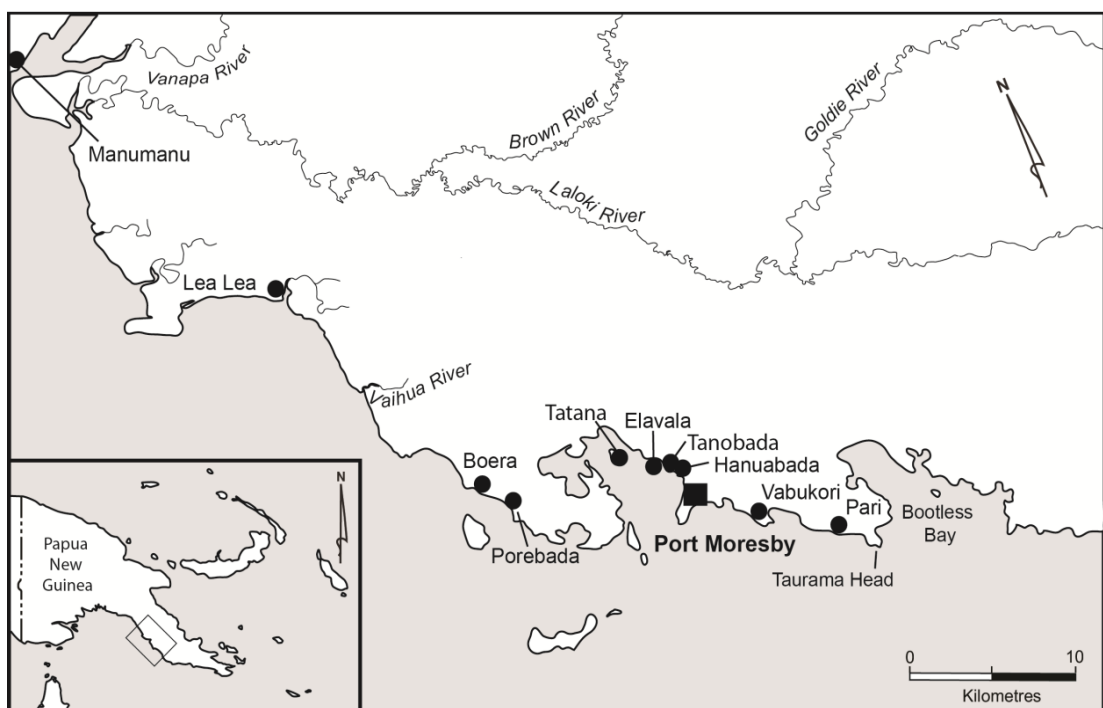 Vanapa River
Manumanu
Brown River
Goldie River
N
Laloki River
Lea Lea
Vaihua River
Tatana
Elavala
Tanobada
Hanuabada
Boera
Porebada
Vabukori
Pari
Bootless
Bay
Port Moresby
Taurama Head
N
Papua
New
Guinea
0
10
Kilometres